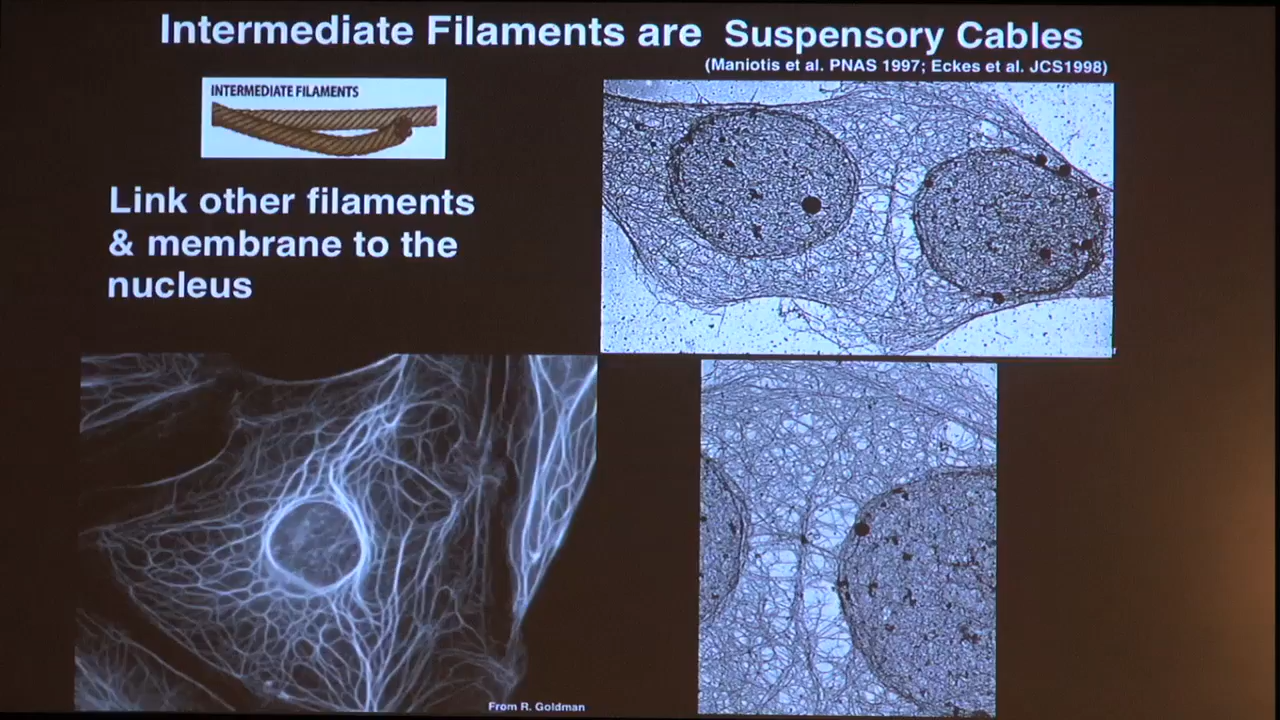 Intermediate Filaments are Suspensory Cables
(Maniotis et al. PNAS 1997; Eckes et al. JCS1998)
INTERMEDIATE FILAMENTS
Link other filaments
& membrane to the
nucleus
From R. Goldman